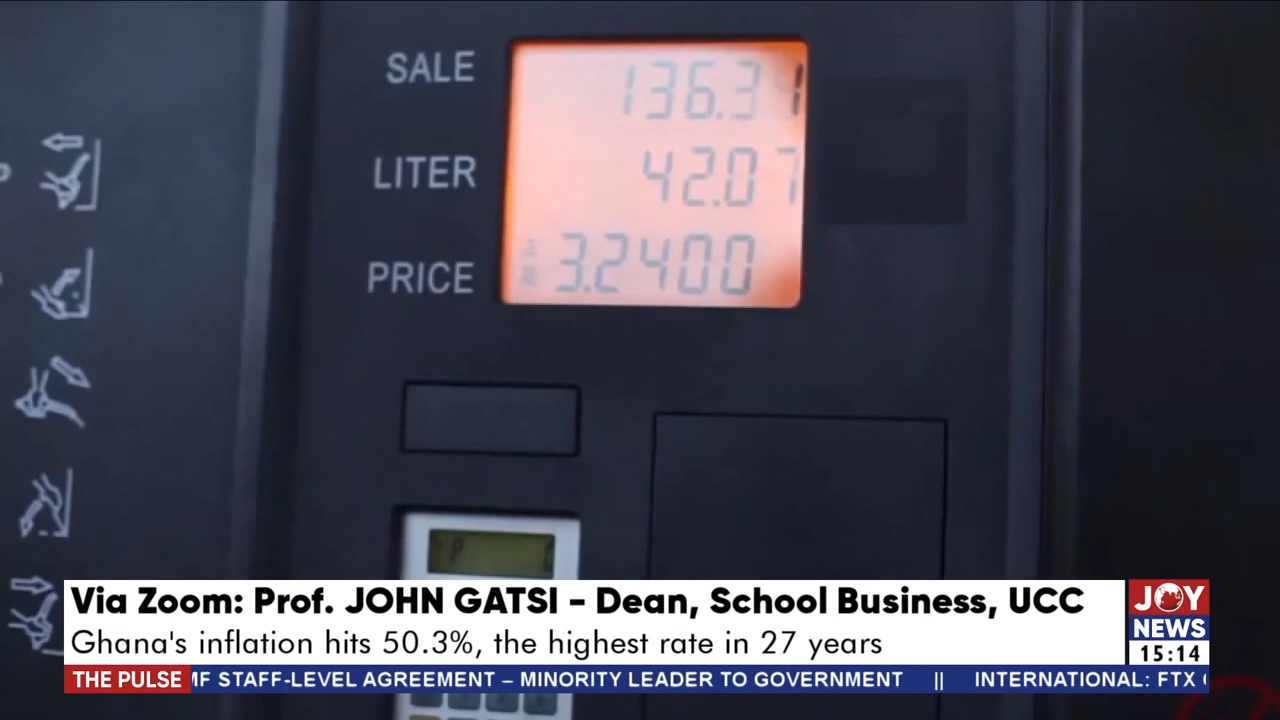 SALE 136.31
LITER 42.07
PRICE 3.2400
Via Zoom: Prof. JOHN GATSI – Dean, School Business, UCC
Ghana's inflation hits 50.3%, the highest rate in 27 years
JOY
NEWS
15:14
THE PULSE
STAFF-LEVEL AGREEMENT – MINORITY LEADER TO GOVERNMENT || INTERNATIONAL: FTX